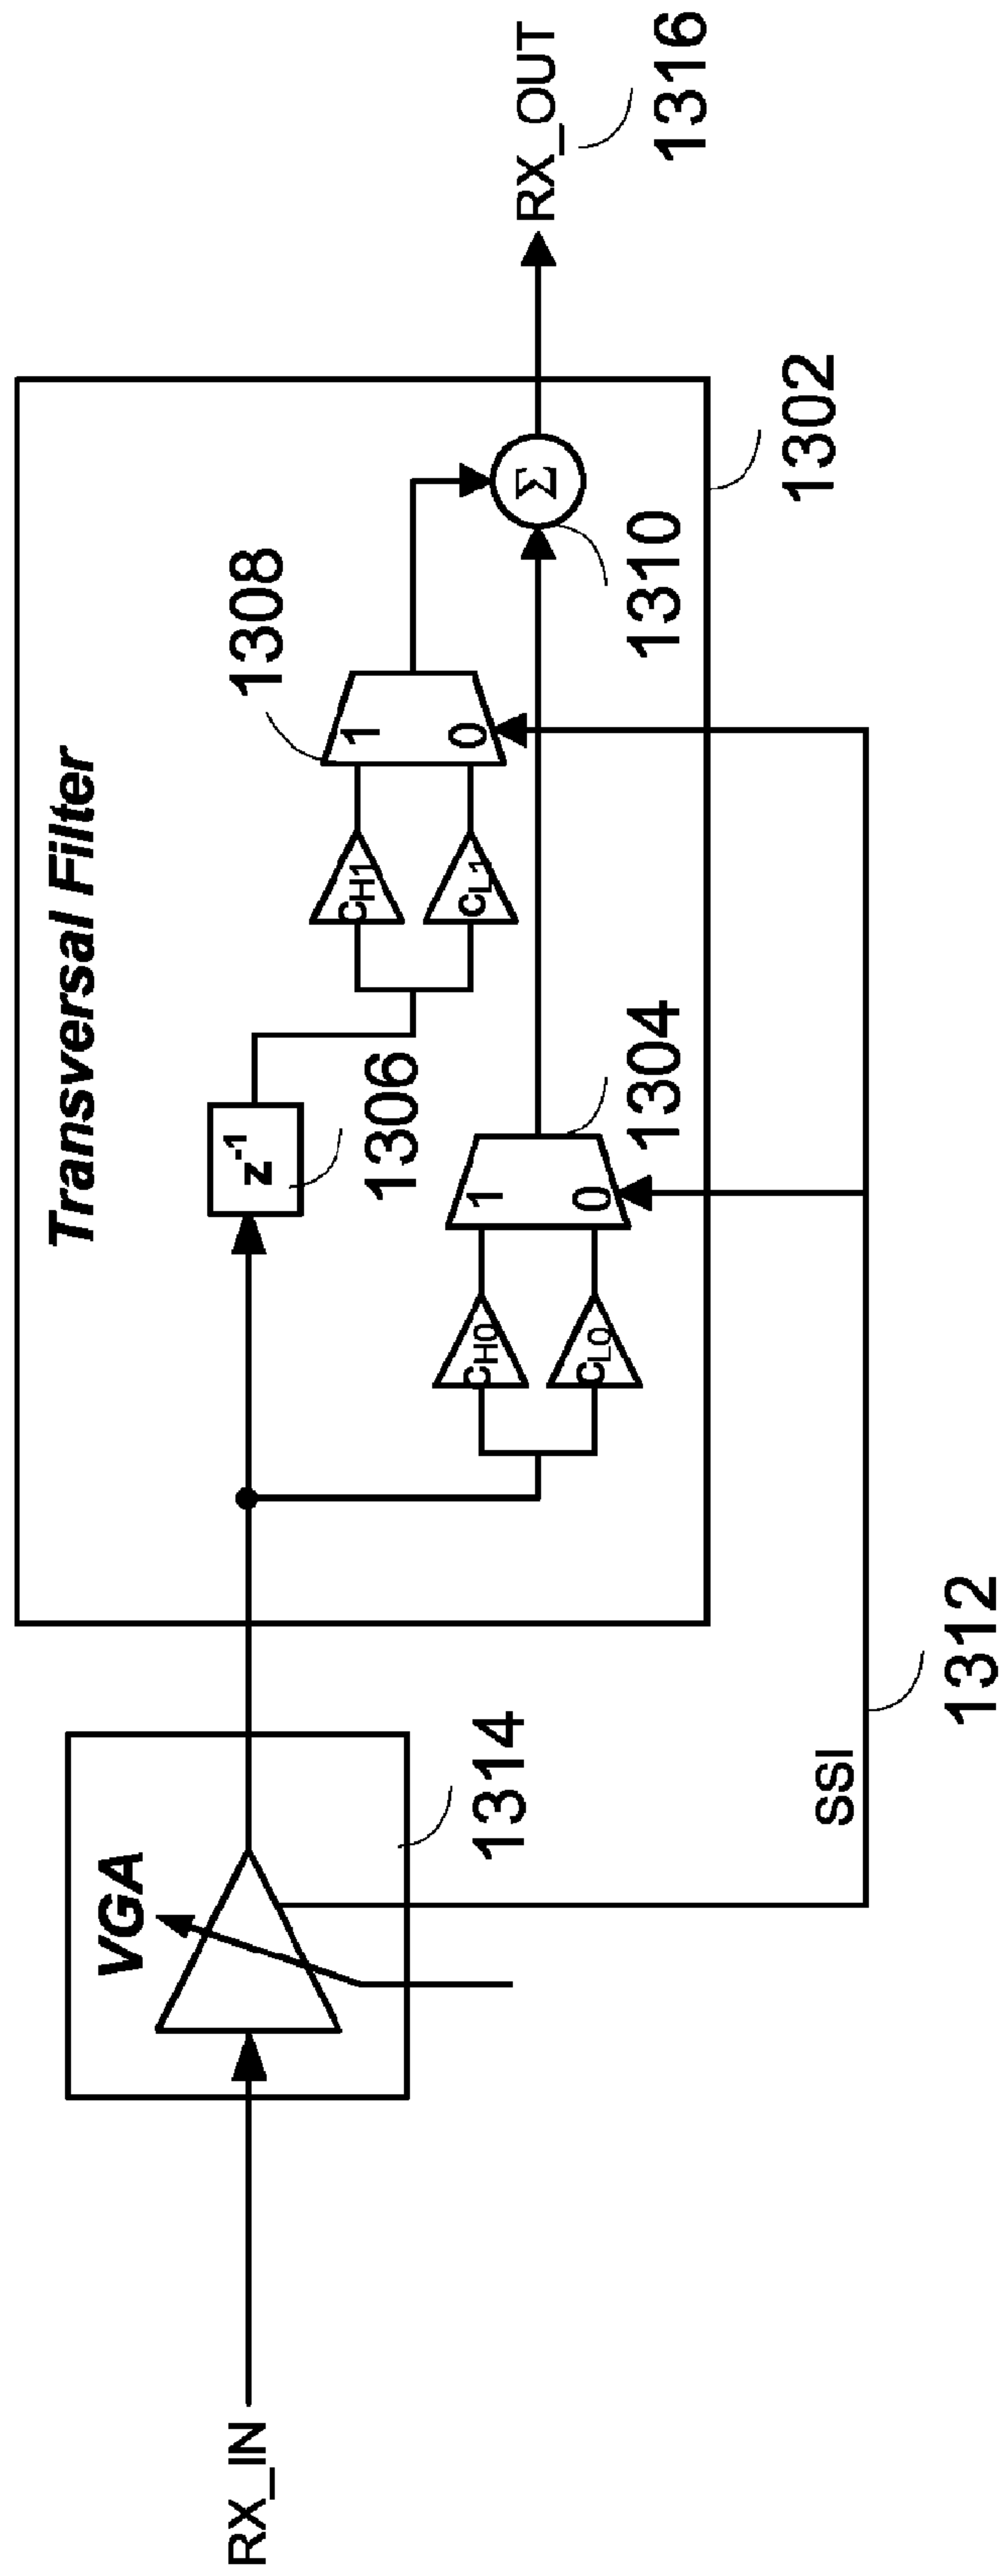 RX_IN
VGA
1314
SSI
1312
Transversal Filter
z-1
1306
CH0
CL0
1
0
1304
CH1
CL1
1
0
1308
Σ
1310
1302
RX_OUT
1316